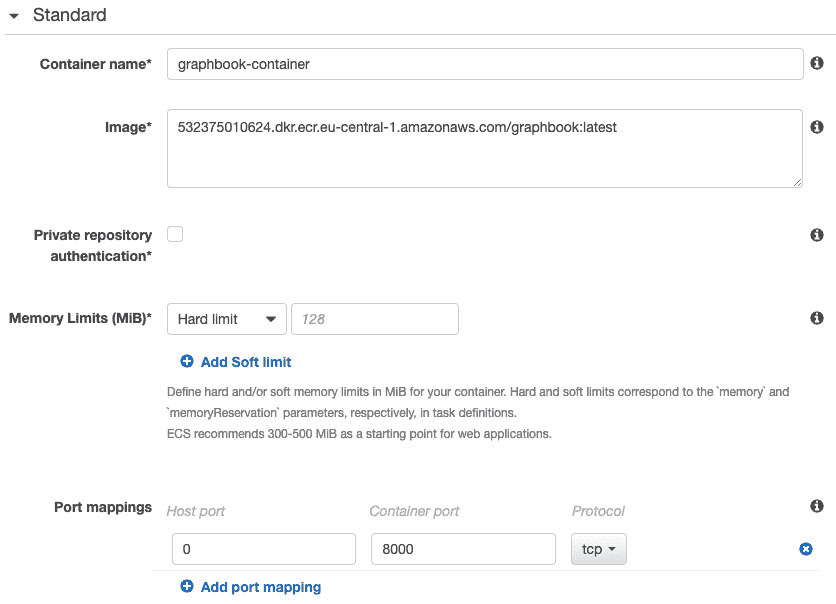 Standard
Container name* graphbook-container
Image* 532375010624.dkr.ecr.eu-central-1.amazonaws.com/graphbook:latest
Private repository
authentication*
Memory Limits (MiB)* Hard limit 128
Add Soft limit
Define hard and/or soft memory limits in MiB for your container. Hard and soft limits correspond to the `memory` and
`memoryReservation` parameters, respectively, in task definitions.
ECS recommends 300-500 MiB as a starting point for web applications.
Port mappings Host port Container port Protocol
0 8000 tcp
Add port mapping